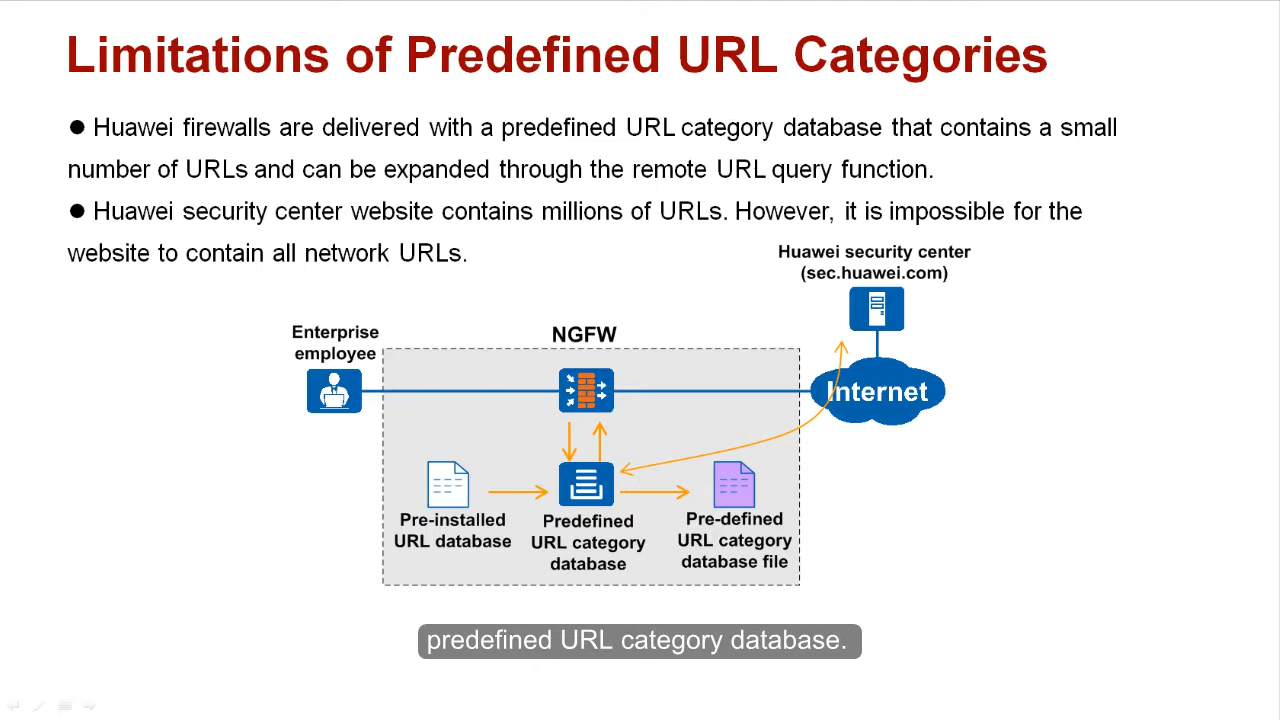 Limitations of Predefined URL Categories
● Huawei firewalls are delivered with a predefined URL category database that contains a small
number of URLs and can be expanded through the remote URL query function.
● Huawei security center website contains millions of URLs. However, it is impossible for the
website to contain all network URLs.
Huawei security center
(sec.huawei.com)
Enterprise
employee
NGFW
Internet
Pre-installed
URL database
Predefined
URL category
database
Pre-defined
URL category
database file
predefined URL category database.